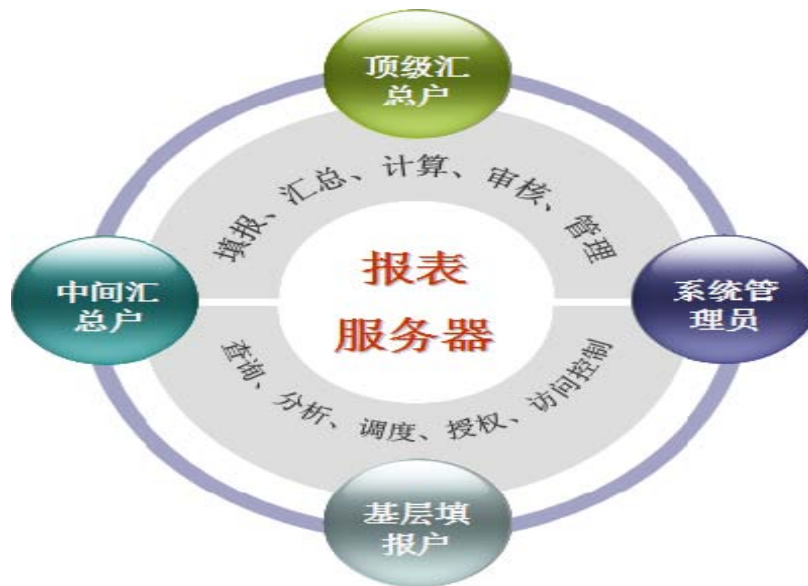 顶级汇
总户
填报、汇总、计算、审核、管理
报表
服务器
中间汇
总户
系统管
理员
查询、分析、调度、授权、访问控制
基层填
报户